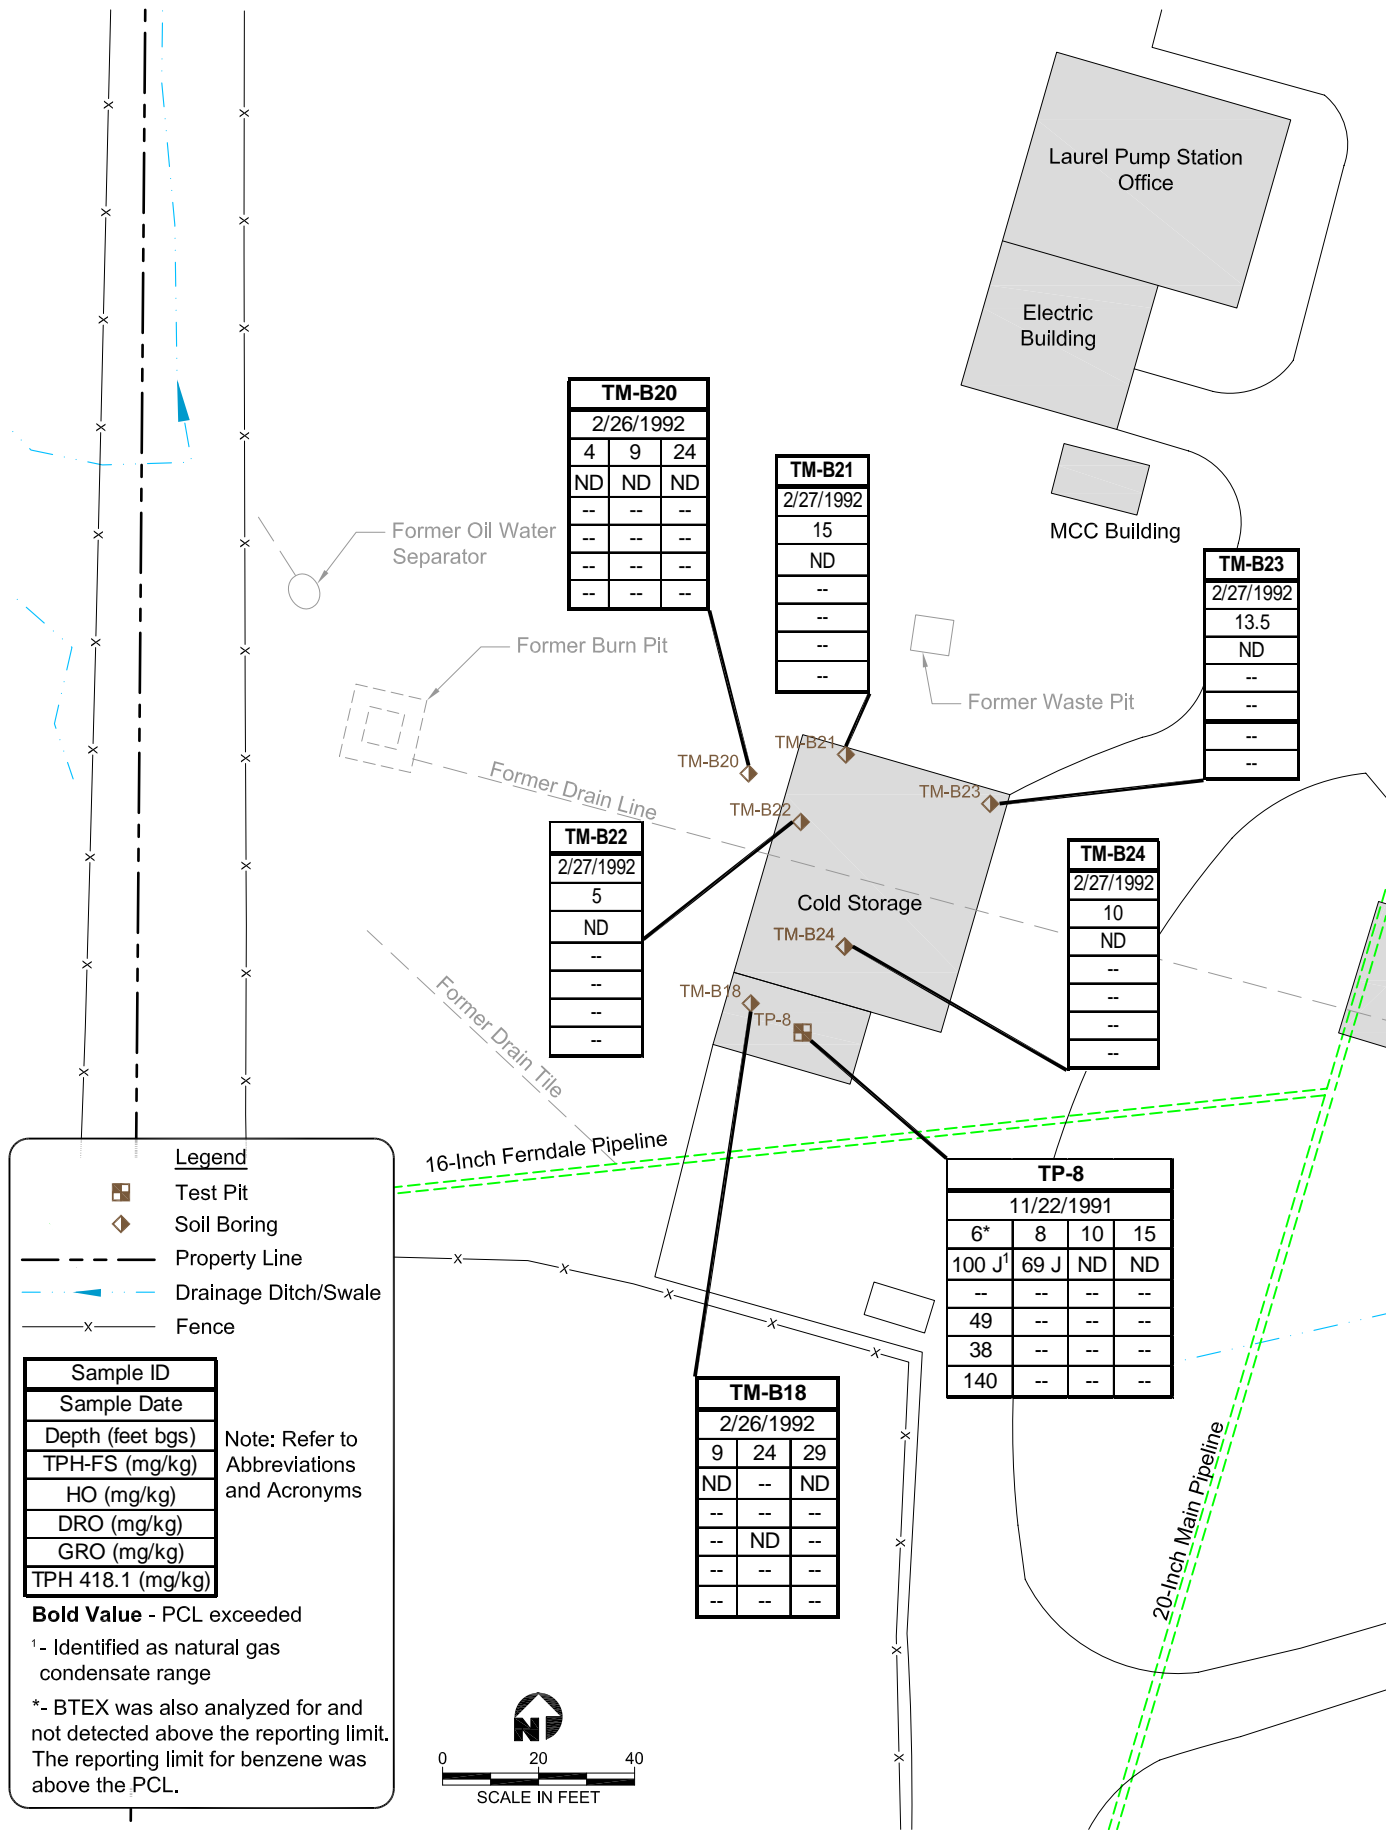 Laurel Pump Station
Office
Electric
Building
MCC Building
TM-B20
2/26/1992
4 9 24
ND ND ND
-- -- --
-- -- --
-- -- --
-- -- --
TM-B21
2/27/1992
15
ND
--
--
--
--
TM-B23
2/27/1992
13.5
ND
--
--
--
--
Former Oil Water
Separator
Former Burn Pit
Former Waste Pit
Former Drain Line
TM-B20
TM-B21
TM-B22
TM-B23
TM-B22
2/27/1992
5
ND
--
--
--
--
TM-B24
2/27/1992
10
ND
--
--
--
--
Cold Storage
TM-B24
TM-B18
TP-8
Former Drain Tile
16-Inch Ferndale Pipeline
TP-8
11/22/1991
6* 8 10 15
100 J¹ 69 J ND ND
-- -- -- --
49 -- -- --
38 -- -- --
140 -- -- --
TM-B18
2/26/1992
9 24 29
ND -- ND
-- -- --
-- ND --
-- -- --
-- -- --
20-Inch Main Pipeline
Legend
Test Pit
Soil Boring
Property Line
Drainage Ditch/Swale
X Fence
Sample ID
Sample Date
Depth (feet bgs)
TPH-FS (mg/kg)
HO (mg/kg)
DRO (mg/kg)
GRO (mg/kg)
TPH 418.1 (mg/kg)
Note: Refer to
Abbreviations
and Acronyms
Bold Value - PCL exceeded
¹- Identified as natural gas
condensate range
*- BTEX was also analyzed for and
not detected above the reporting limit.
The reporting limit for benzene was
above the PCL.
N
0 20 40
SCALE IN FEET